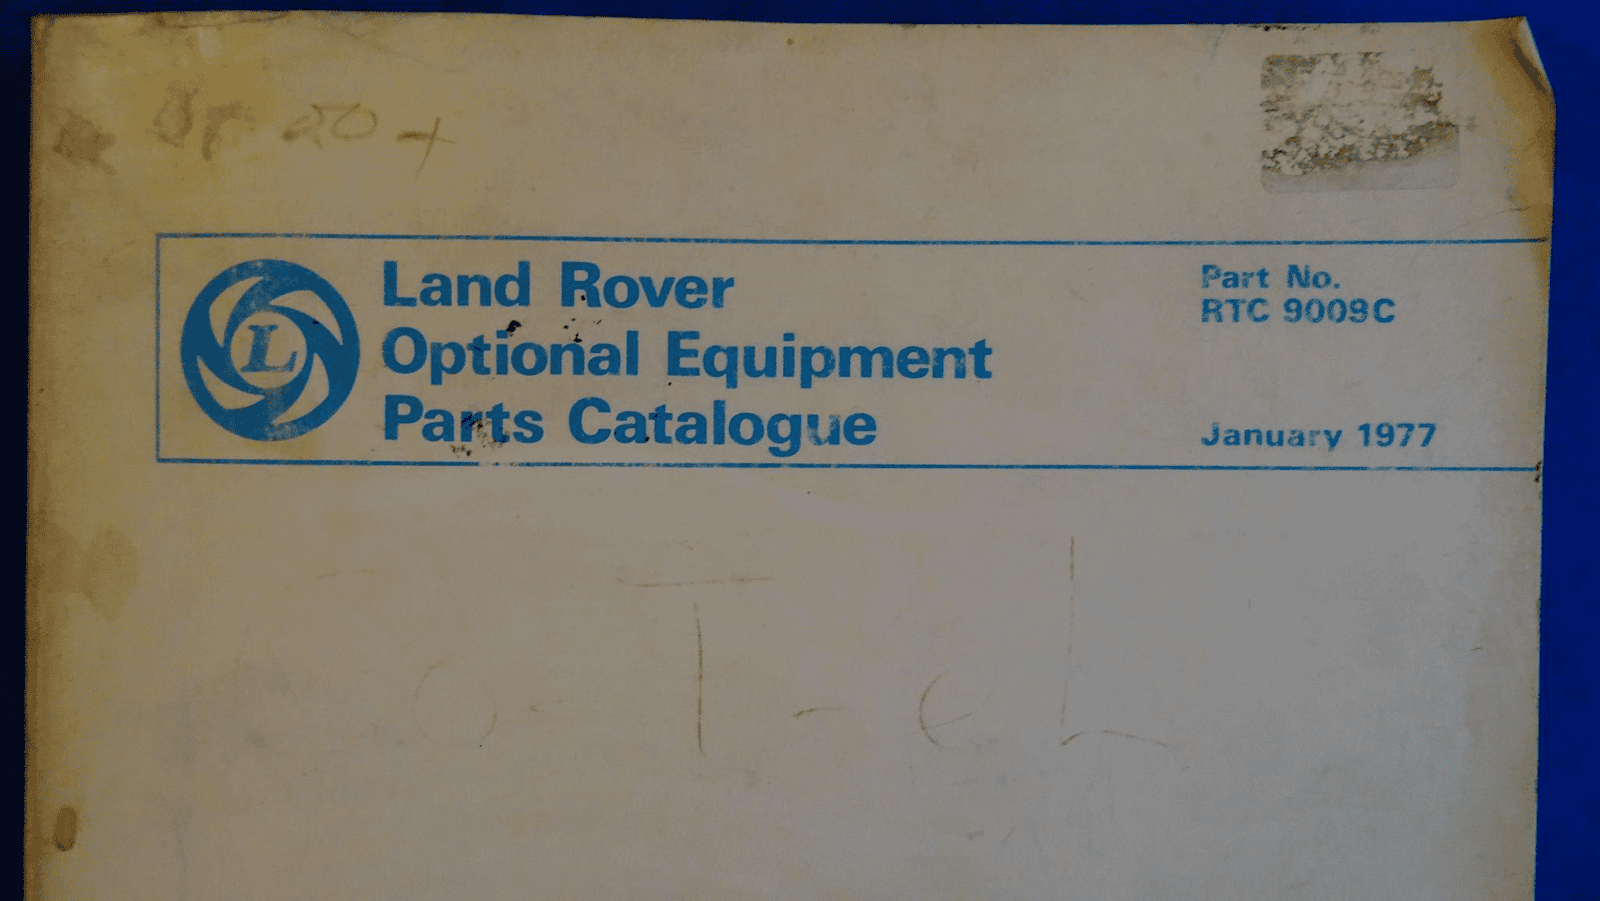 Land Rover
Optional Equipment
Parts Catalogue
Part No.
RTC 9009C
January 1977
L